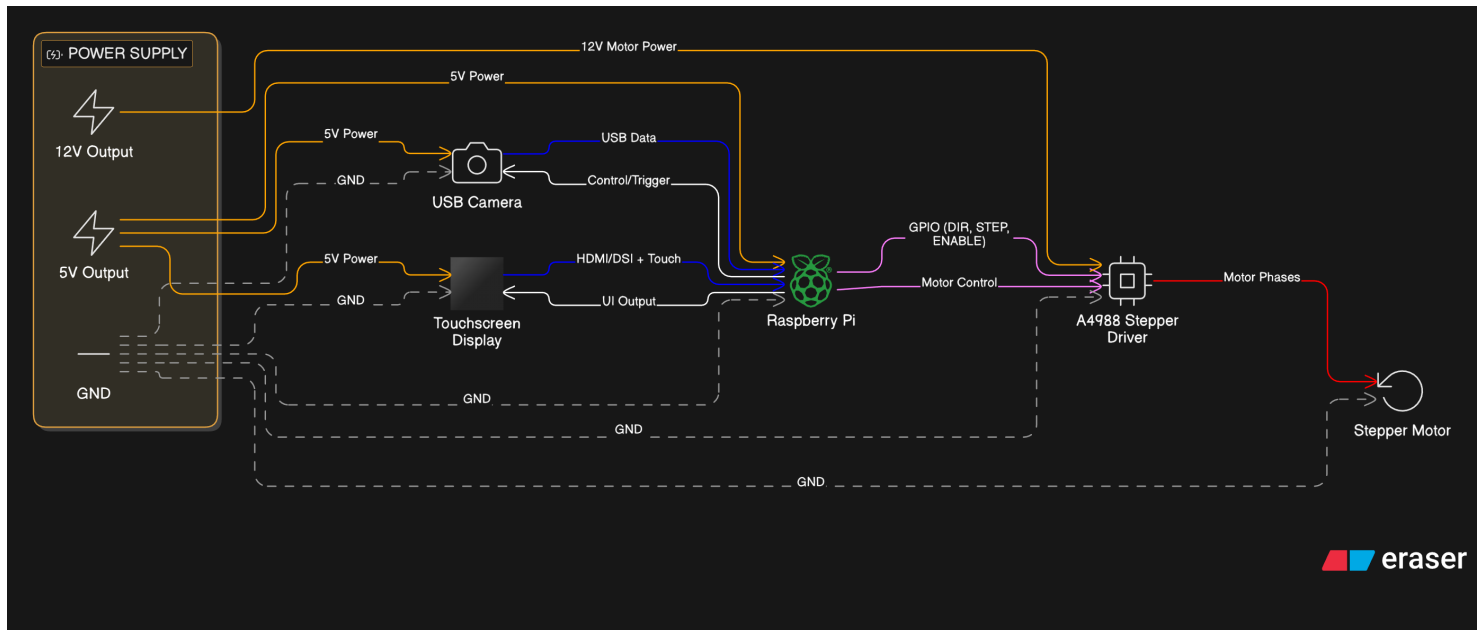 POWER SUPPLY
12V Motor Power
5V Power
5V Power
USB Data
12V Output
GND
Control/Trigger
USB Camera
GPIO (DIR, STEP,
ENABLE)
5V Power
HDMI/DSI + Touch
5V Output
Motor Control
Motor Phases
GND
UI Output
Touchscreen
Display
Raspberry Pi
A4988 Stepper
Driver
GND
GND
GND
Stepper Motor
GND
eraser